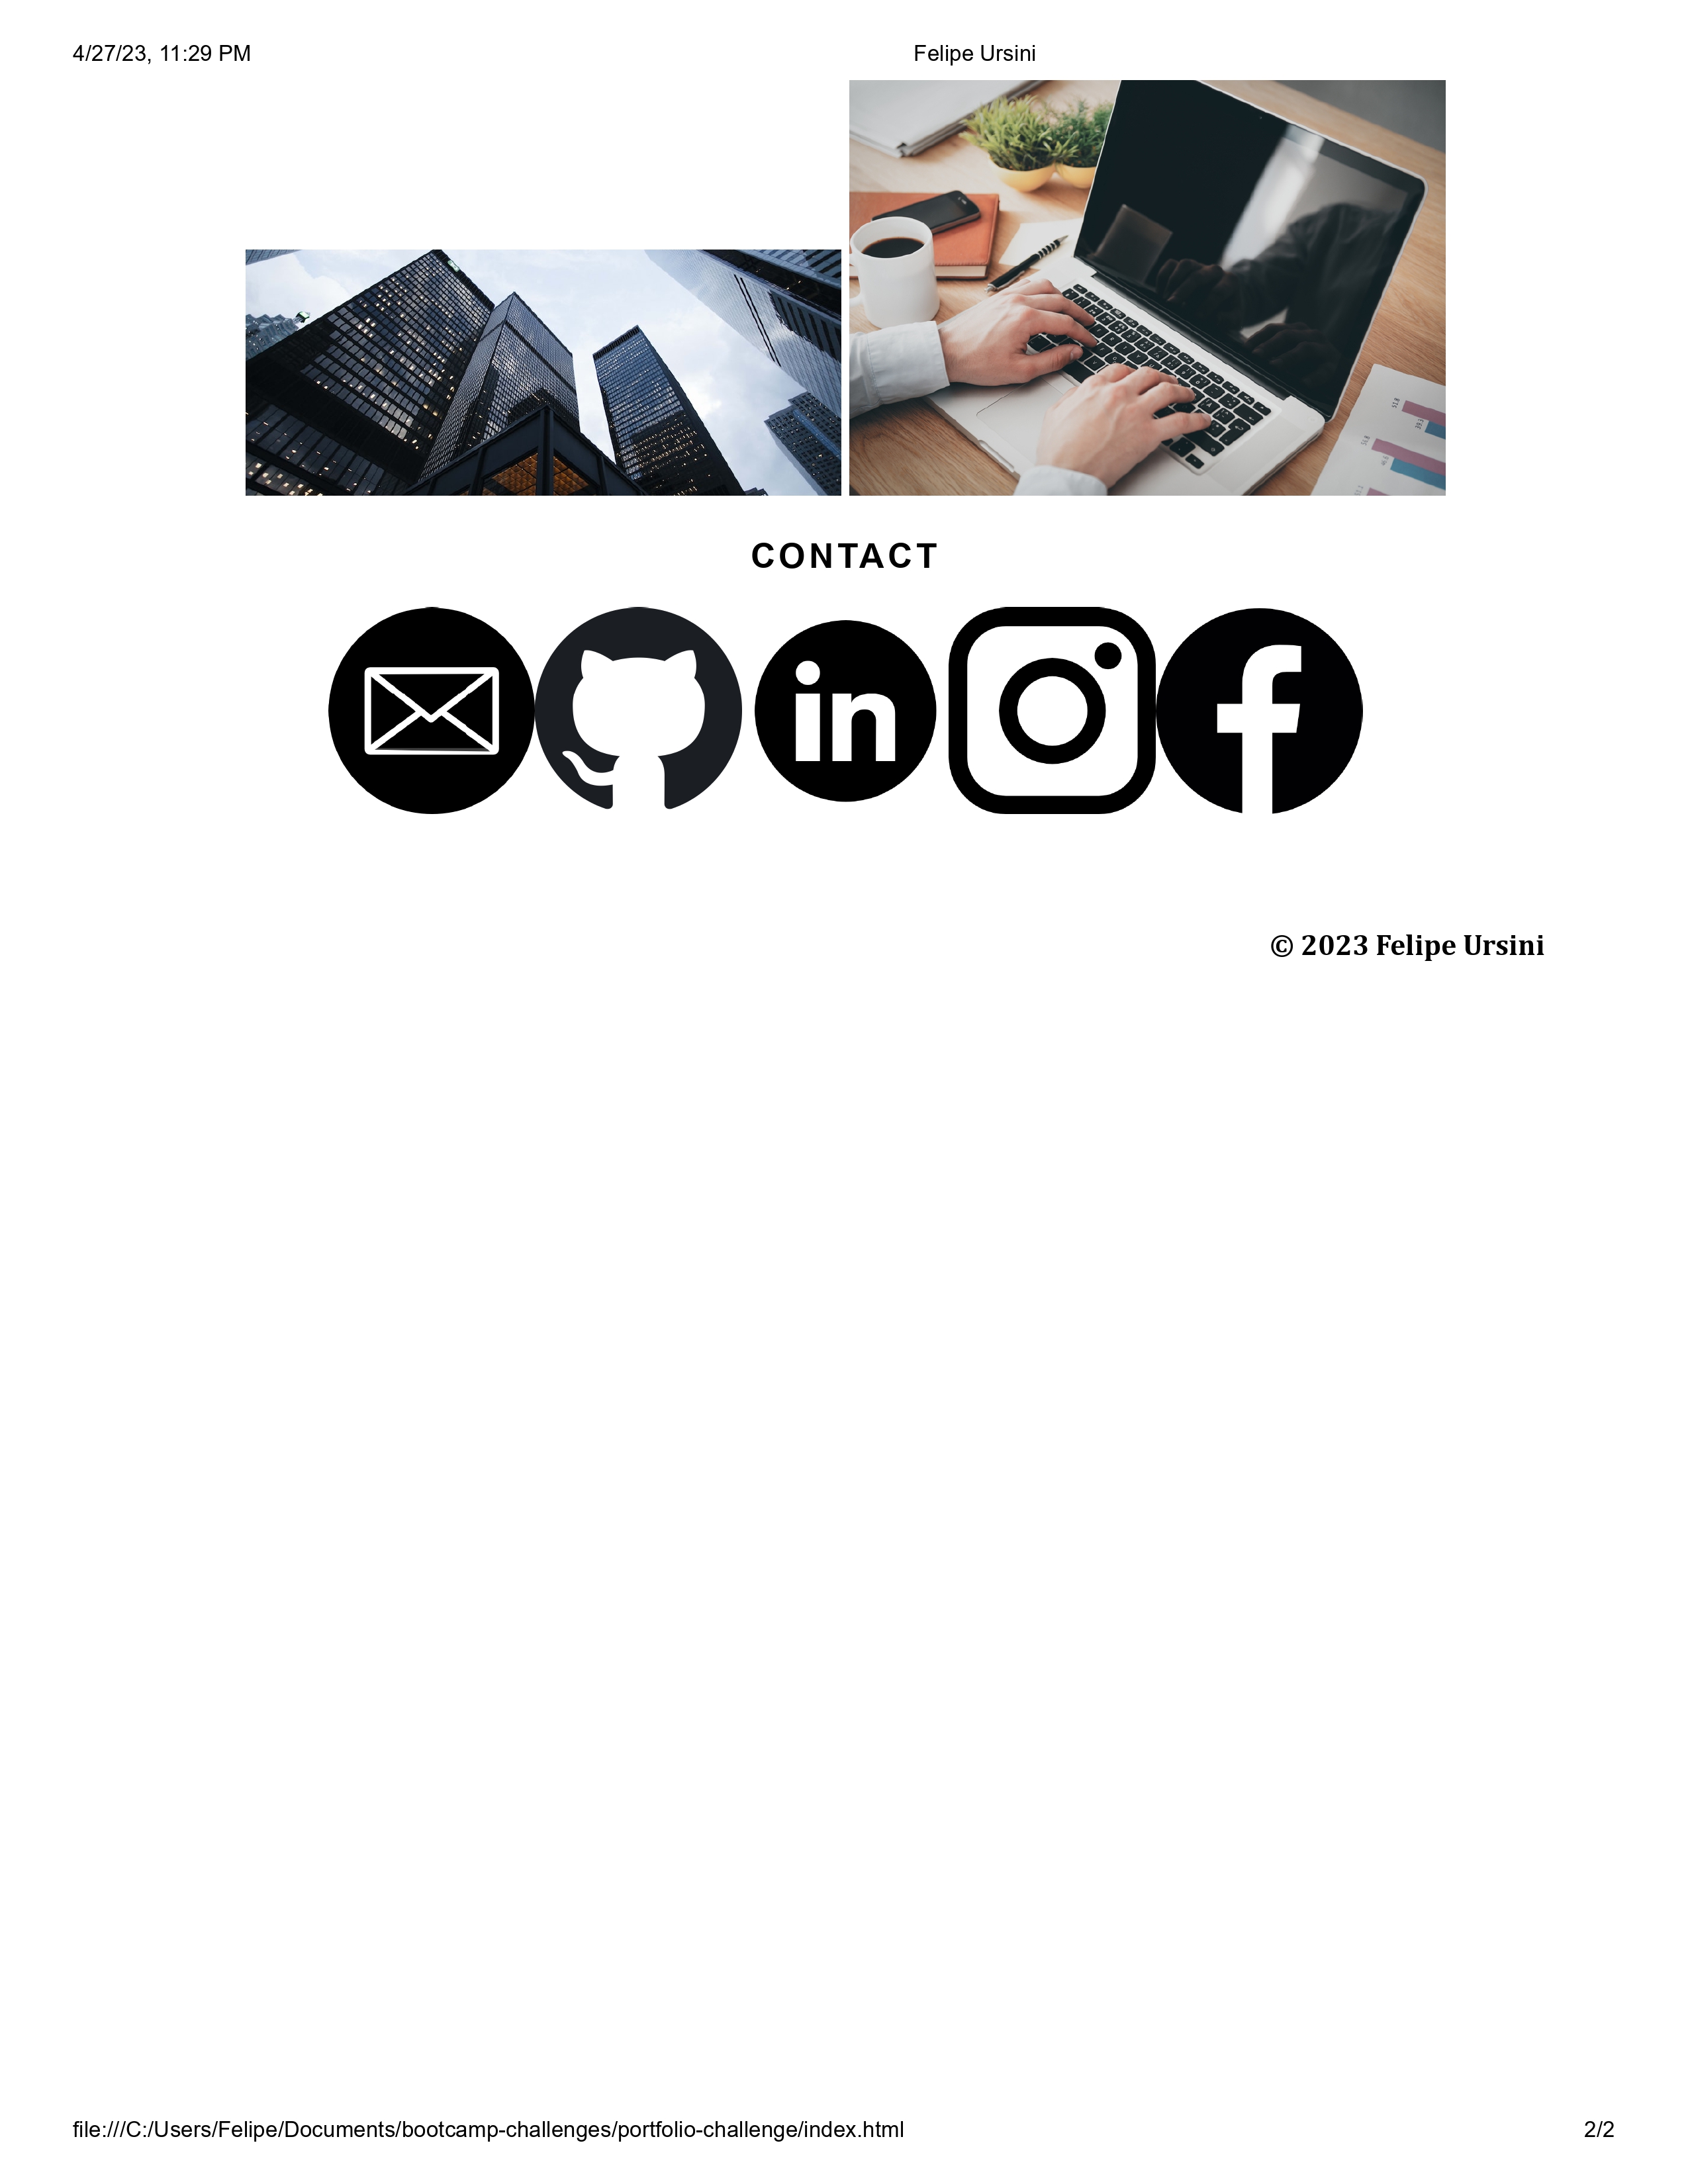 4/27/23, 11:29 PM
Felipe Ursini
CONTACT
in
f
© 2023 Felipe Ursini
file:///C:/Users/Felipe/Documents/bootcamp-challenges/portfolio-challenge/index.html
2/2